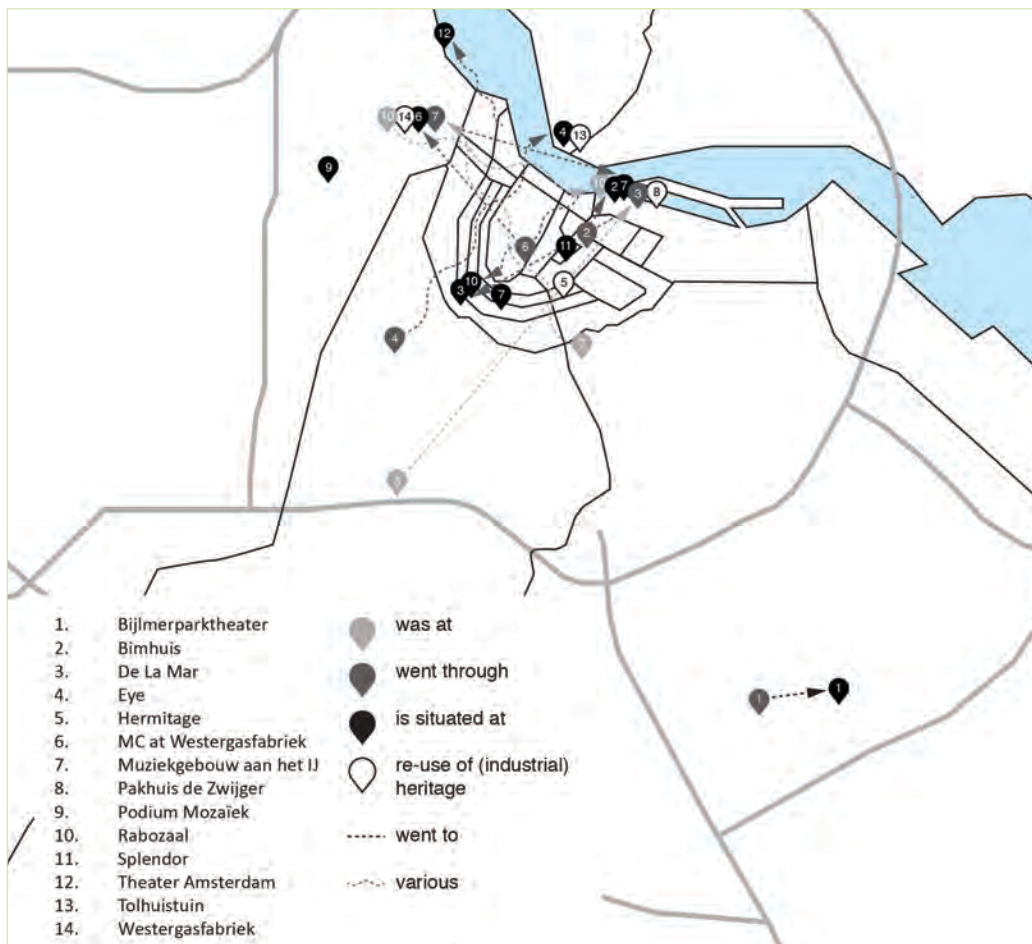 12
10
14
6
7
4
13
9
10
2
7
3
8
2
6
11
10
3
7
5
4
7
1
1
1. Bijlmerparktheater
2. Bimhuis
3. De La Mar
4. Eye
5. Hermitage
6. MC at Westergasfabriek
7. Muziekgebouw aan het IJ
8. Pakhuis de Zwijger
9. Podium Mozaïek
10. Rabozaal
11. Splendor
12. Theater Amsterdam
13. Tolhuistuin
14. Westergasfabriek
was at
went through
is situated at
re-use of (industrial)
heritage
went to
various